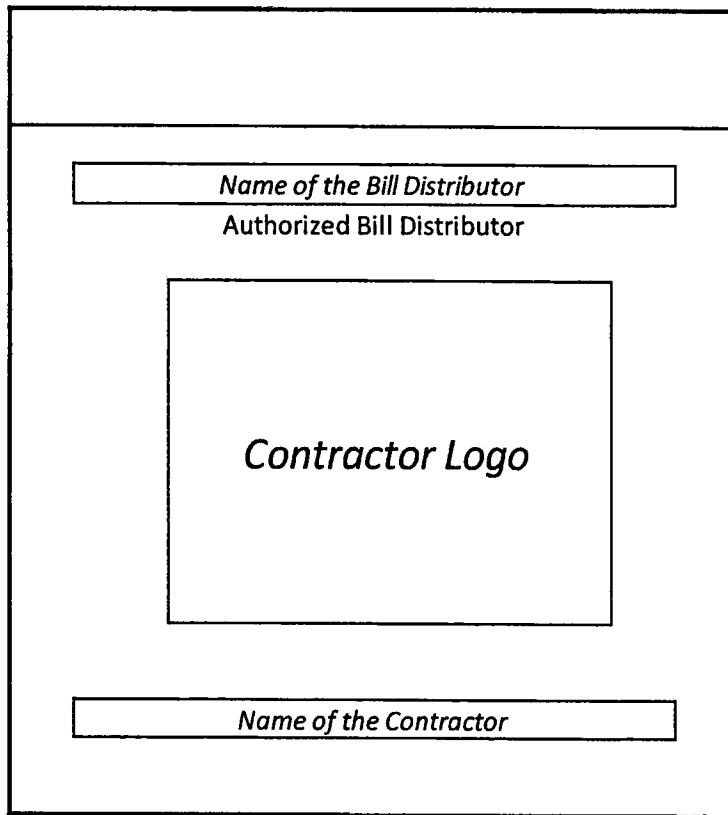 Name of the Bill Distributor
Authorized Bill Distributor
Contractor Logo
Name of the Contractor